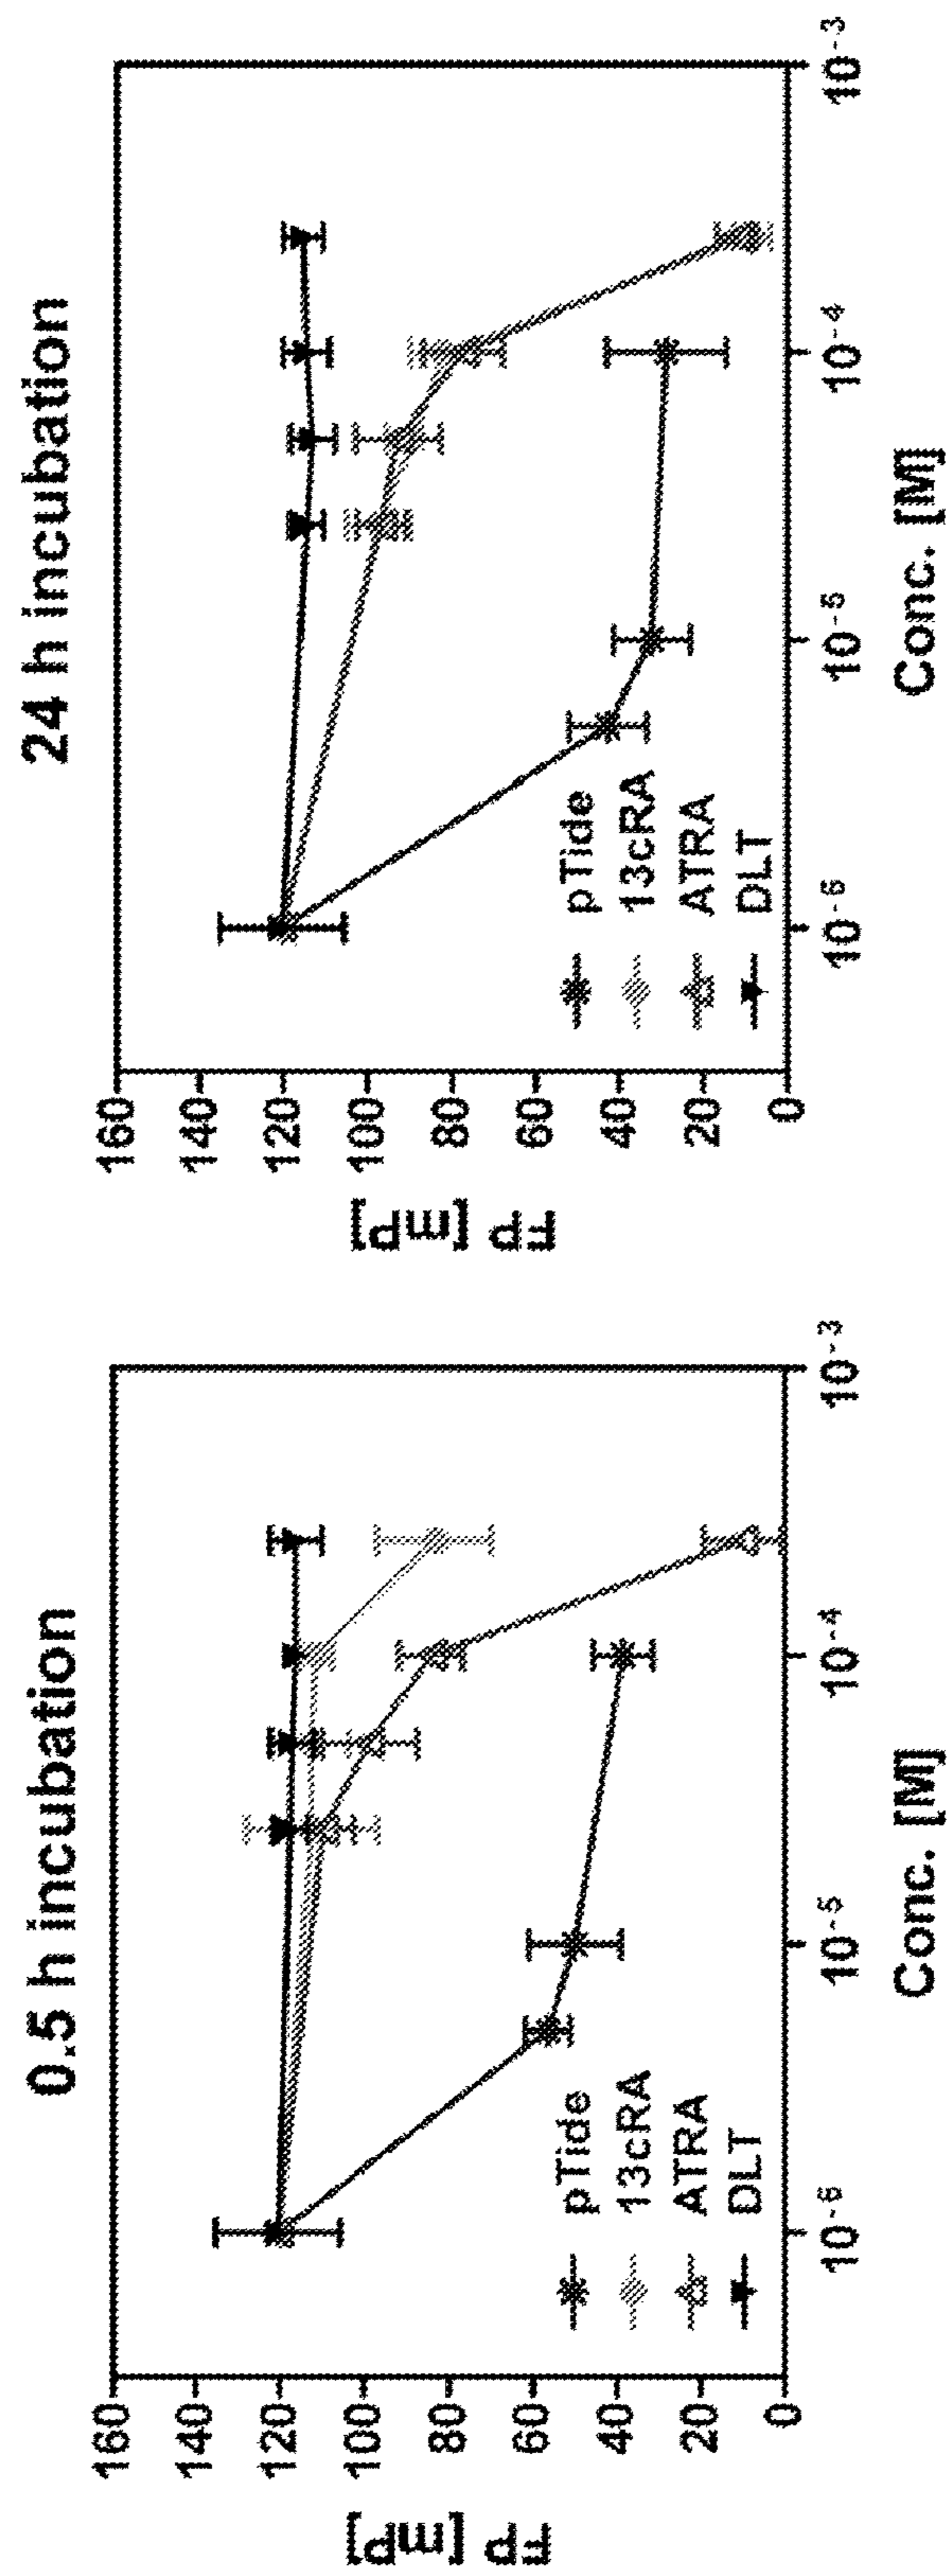 0.5 h incubation
FP [mP]
160
140
120
100
80
60
40
20
0
pTide
13cRA
ATRA
DLT
10-6
10-5
10-4
10-3
Conc. [M]
24 h incubation
FP [mP]
160
140
120
100
80
60
40
20
0
pTide
13cRA
ATRA
DLT
10-6
10-5
10-4
10-3
Conc. [M]